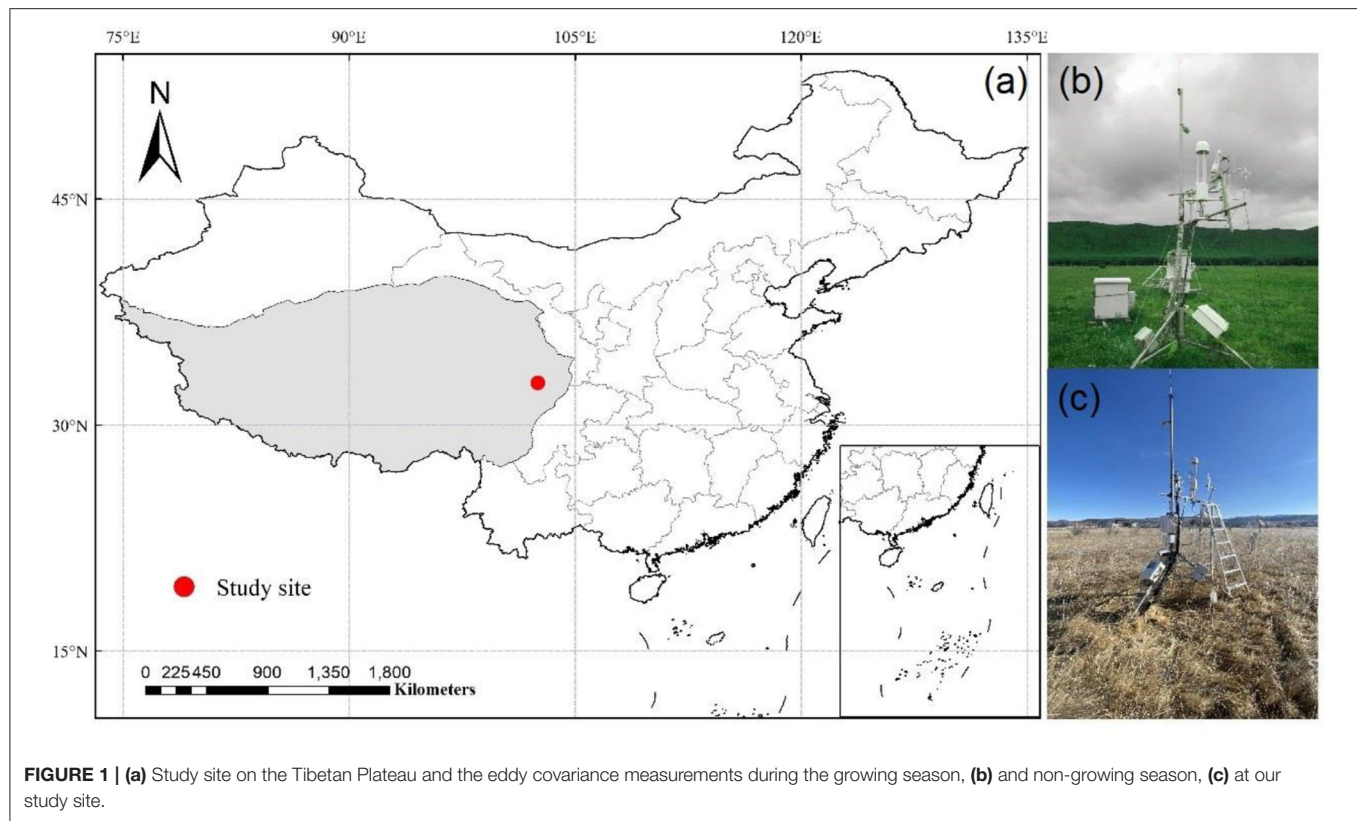 75°E 90°E 105°E 120°E 135°E
(a)
(b)
N
45°N
30°N
(c)
Study site
15°N
0 225 450 900 1,350 1,800
Kilometers
FIGURE 1 | (a) Study site on the Tibetan Plateau and the eddy covariance measurements during the growing season, (b) and non-growing season, (c) at our
study site.